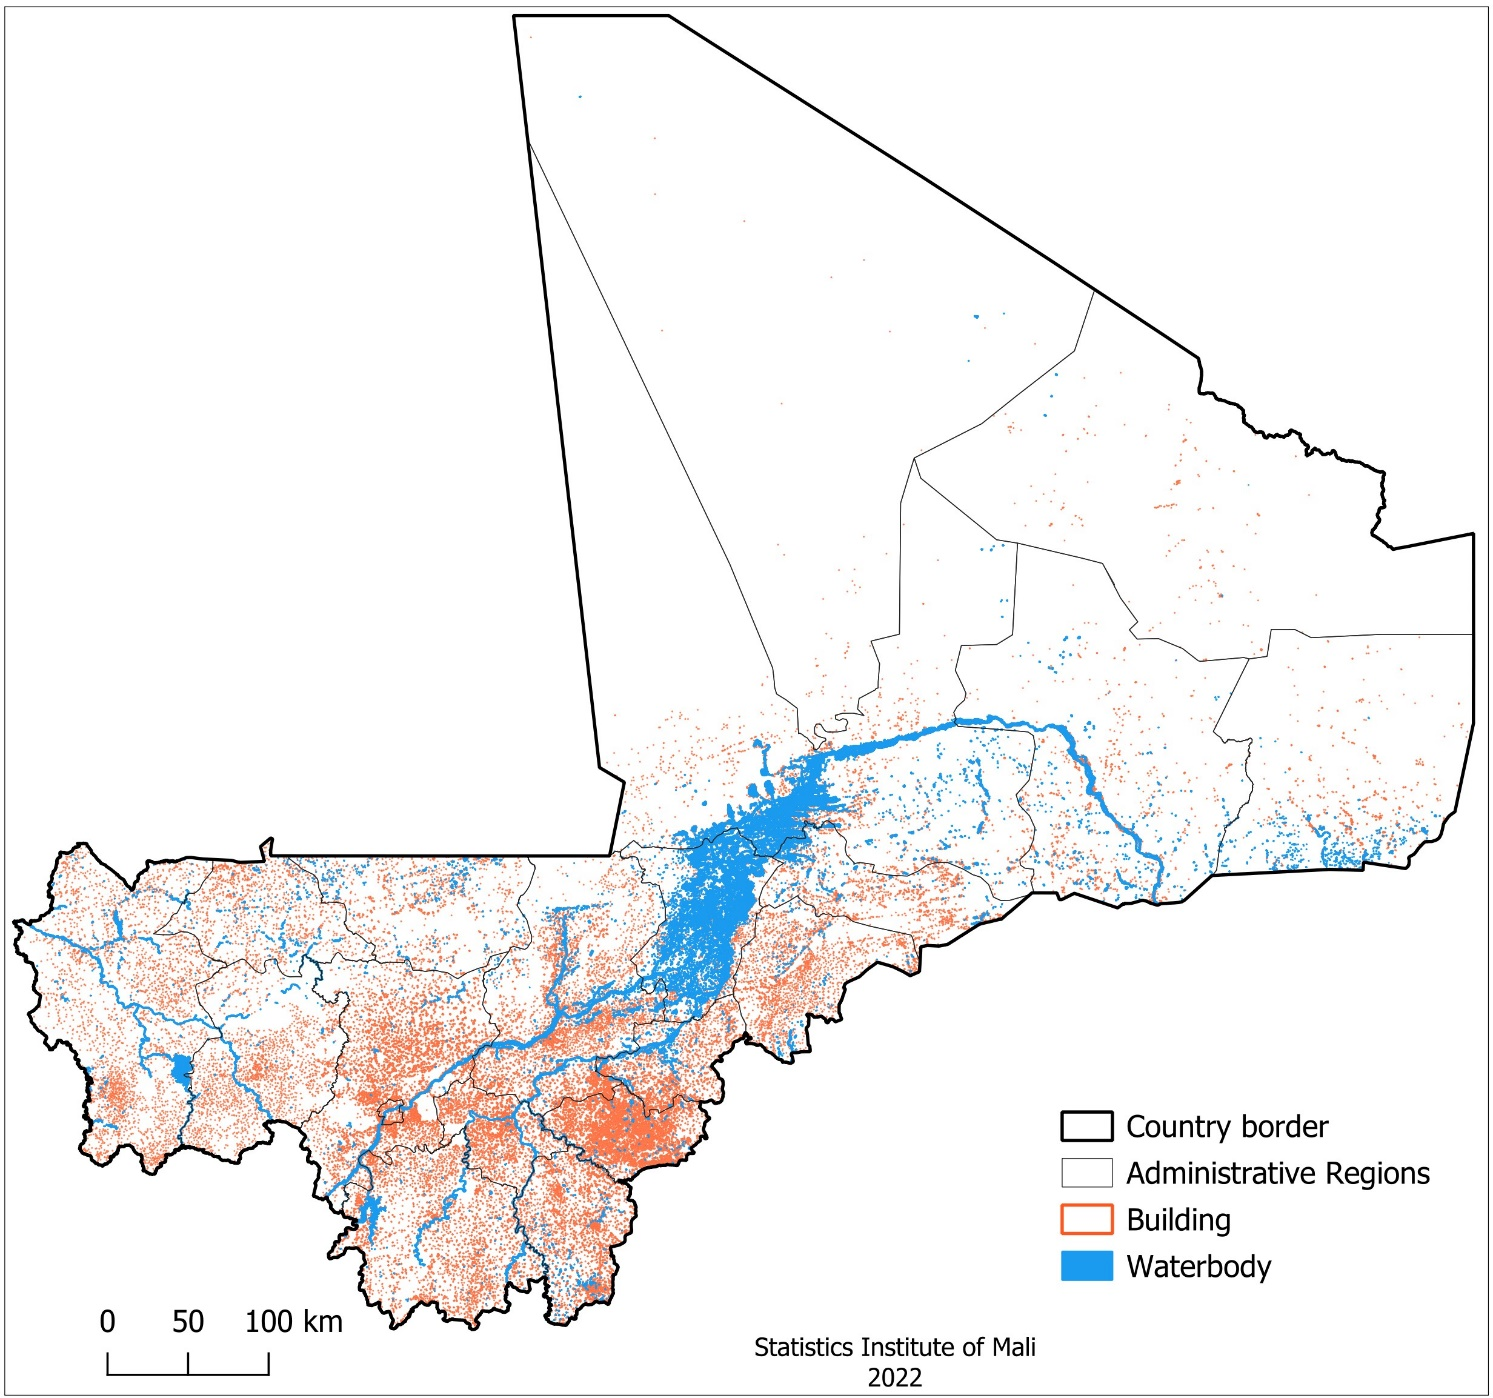 Country border
Administrative Regions
Building
Waterbody
0 50 100 km
Statistics Institute of Mali
2022